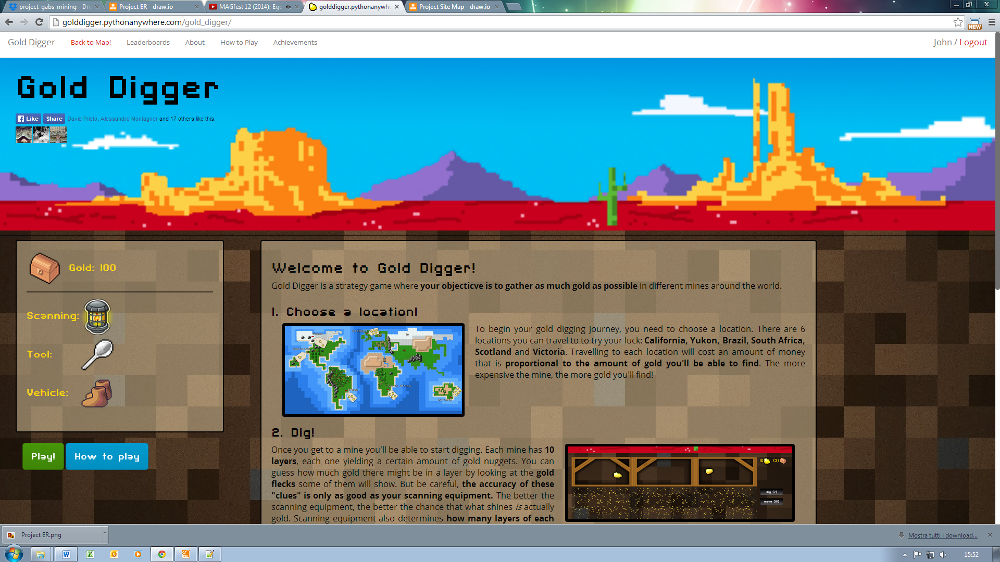 project-gabs-mining - Dro
Project ER - draw.io
MAGfest 12 (2014): Ego
golddigger.pythonanywhe
Project Site Map - draw.io
golddigger.pythonanywhere.com/gold_digger/
NEW
Gold Digger
Back to Map!
Leaderboards
About
How to Play
Achievements
John / Logout
Gold Digger
Like
Share
David Prieto, Alessandro Montagner and 17 others like this.
Gold: 100
Scanning:
Tool:
Vehicle:
Play!
How to play
Welcome to Gold Digger!
Gold Digger is a strategy game where your objecticve is to gather as much gold as possible in different mines around the world.
1. Choose a location!
To begin your gold digging journey, you need to choose a location. There are 6
locations you can travel to to try your luck: California, Yukon, Brazil, South Africa,
Scotland and Victoria. Travelling to each location will cost an amount of money
that is proportional to the amount of gold you'll be able to find. The more
expensive the mine, the more gold you'll find!
2. Dig!
Once you get to a mine you'll be able to start digging. Each mine has 10
layers, each one yielding a certain amount of gold nuggets. You can
guess how much gold there might be in a layer by looking at the gold
flecks some of them will show. But be careful, the accuracy of these
"clues" is only as good as your scanning equipment. The better the
scanning equipment, the better the chance that what shines is actually
gold. Scanning equipment also determines how many layers of each
10
(3)
dig (7)
move (18)
Project ER.png
Mostra tutti i download...
15:52